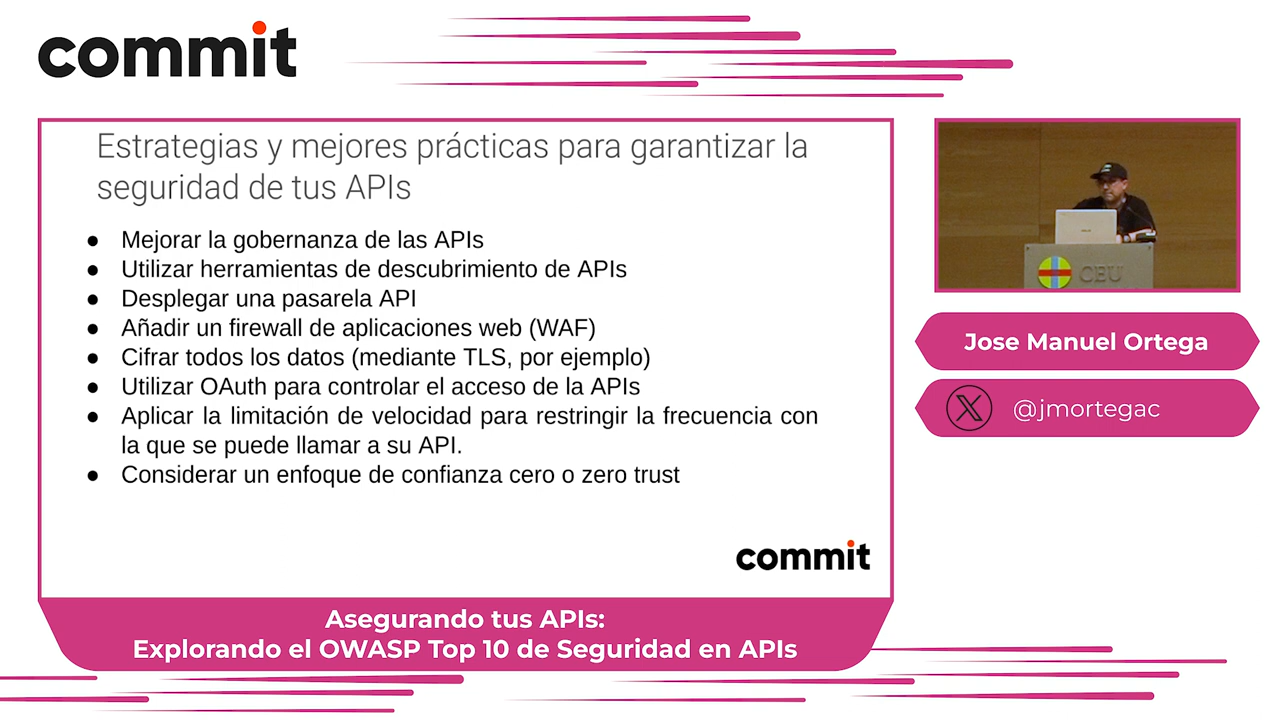 commit
Estrategias y mejores prácticas para garantizar la
seguridad de tus APIs
● Mejorar la gobernanza de las APIs
● Utilizar herramientas de descubrimiento de APIs
● Desplegar una pasarela API
● Añadir un firewall de aplicaciones web (WAF)
● Cifrar todos los datos (mediante TLS, por ejemplo)
● Utilizar OAuth para controlar el acceso de la APIs
● Aplicar la limitación de velocidad para restringir la frecuencia con
la que se puede llamar a su API.
● Considerar un enfoque de confianza cero o zero trust
commit
Asegurando tus APIs:
Explorando el OWASP Top 10 de Seguridad en APIs
CEU
Jose Manuel Ortega
@jmortegac